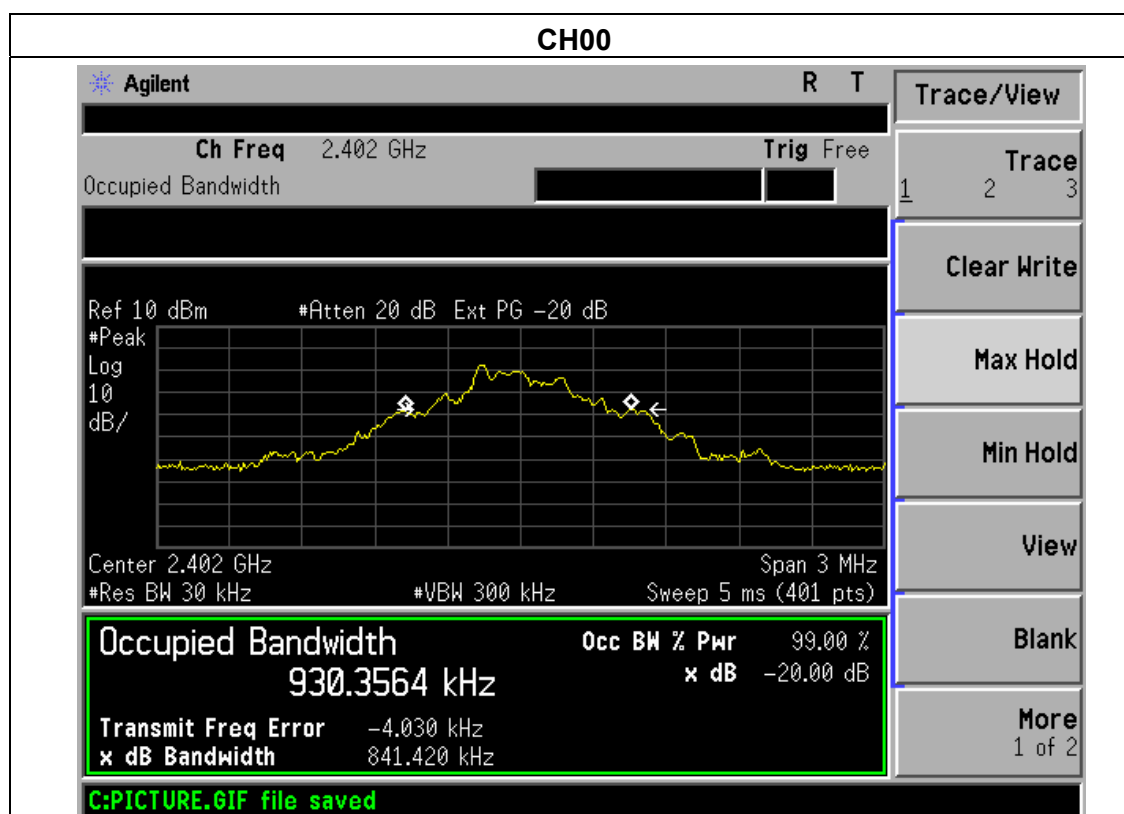 CH00
Agilent R T
Ch Freq 2.402 GHz Trig Free
Occupied Bandwidth
Ref 10 dBm #Atten 20 dB Ext PG -20 dB
#Peak
Log
10
dB/
Center 2.402 GHz Span 3 MHz
#Res BW 30 kHz #VBW 300 kHz Sweep 5 ms (401 pts)
Occupied Bandwidth Occ BW % Pwr 99.00 %
930.3564 kHz x dB -20.00 dB
Transmit Freq Error -4.030 kHz
x dB Bandwidth 841.420 kHz
C:PICTURE.GIF file saved
Trace/View
Trace
1 2 3
Clear Write
Max Hold
Min Hold
View
Blank
More
1 of 2